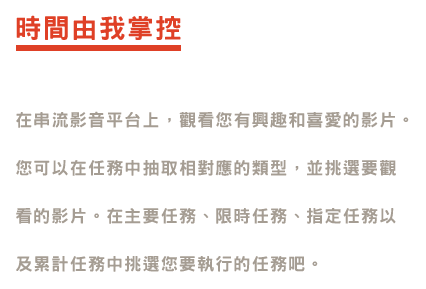 時間由我掌控
在串流影音平台上，觀看您有興趣和喜愛的影片。
您可以在任務中抽取相對應的類型，並挑選要觀
看的影片。在主要任務、限時任務、指定任務以
及累計任務中挑選您要執行的任務吧。